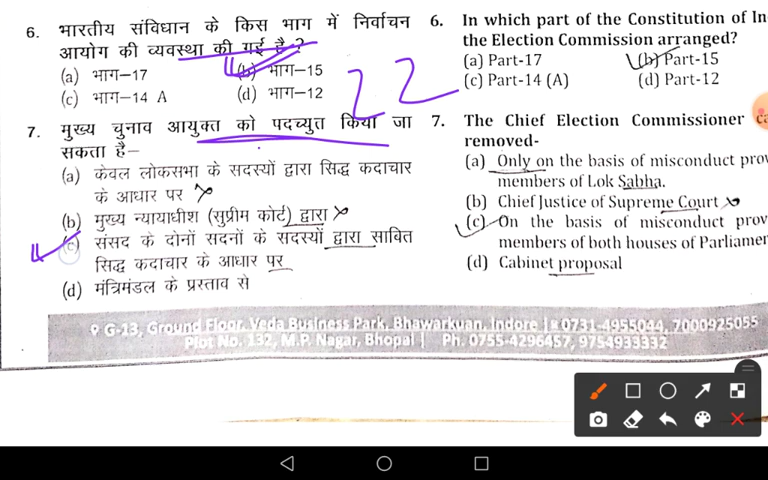 6. भारतीय संविधान के किस भाग में निर्वाचन
आयोग की व्यवस्था की गई है ?
(a) भाग–17
(b) भाग–15
(c) भाग–14 A
(d) भाग–12
22
7. मुख्य चुनाव आयुक्त को पदच्युत किया जा
सकता है–
(a) केवल लोकसभा के सदस्यों द्वारा सिद्ध कदाचार
के आधार पर
(b) मुख्य न्यायाधीश (सुप्रीम कोर्ट) द्वारा
(c) संसद के दोनों सदनों के सदस्यों द्वारा सावित
सिद्ध कदाचार के आधार पर
(d) मंत्रिमंडल के प्रस्ताव से
6. In which part of the Constitution of In
the Election Commission arranged?
(a) Part-17
(b) Part-15
(c) Part-14 (A)
(d) Part-12
7. The Chief Election Commissioner ca
removed-
(a) Only on the basis of misconduct prov
members of Lok Sabha.
(b) Chief Justice of Supreme Court
(c) On the basis of misconduct prov
members of both houses of Parliamen
(d) Cabinet proposal
G-13, Ground Floor, Veda Business Park, Bhawarkuan, Indore | 0731-4955044, 7000925055
Plot No. 132, M.P. Nagar, Bhopal | Ph. 0755-4296457, 9754933332